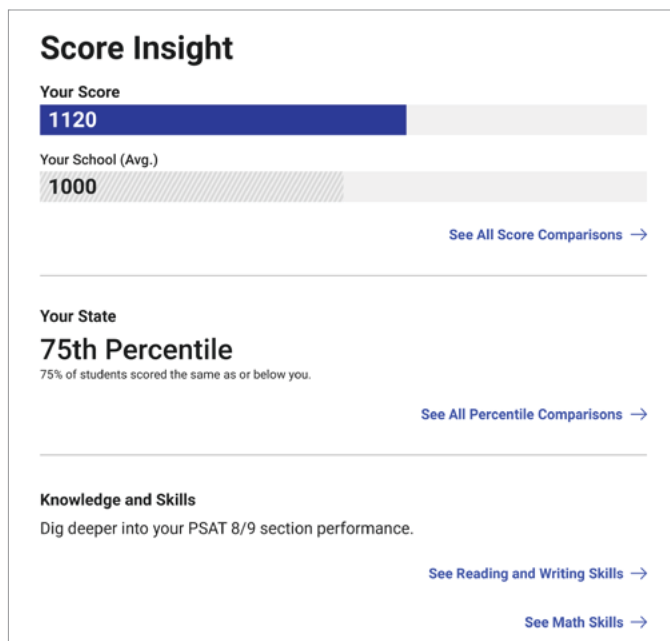 Score Insight
Your Score
1120
Your School (Avg.)
1000
See All Score Comparisons →
Your State
75th Percentile
75% of students scored the same as or below you.
See All Percentile Comparisons →
Knowledge and Skills
Dig deeper into your PSAT 8/9 section performance.
See Reading and Writing Skills →
See Math Skills →